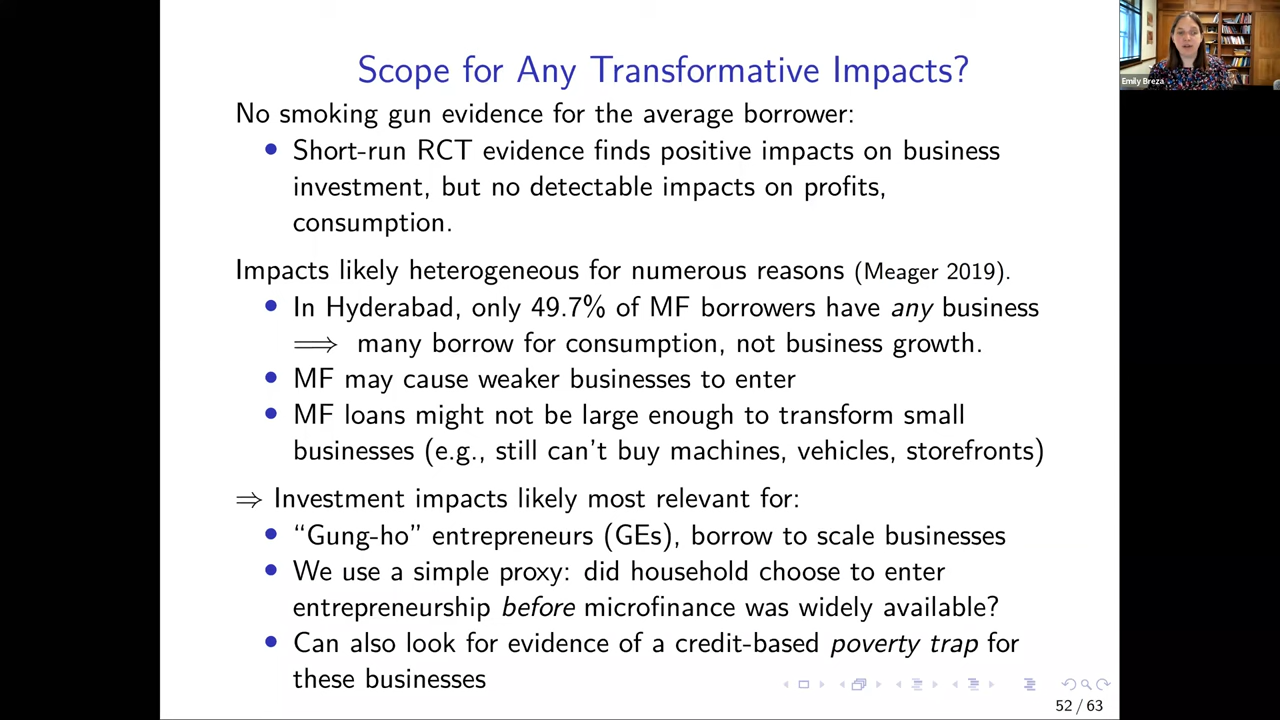 Scope for Any Transformative Impacts?
No smoking gun evidence for the average borrower:
• Short-run RCT evidence finds positive impacts on business
investment, but no detectable impacts on profits,
consumption.
Impacts likely heterogeneous for numerous reasons (Meager 2019).
• In Hyderabad, only 49.7% of MF borrowers have any business
⟹ many borrow for consumption, not business growth.
• MF may cause weaker businesses to enter
• MF loans might not be large enough to transform small
businesses (e.g., still can't buy machines, vehicles, storefronts)
⇒ Investment impacts likely most relevant for:
• “Gung-ho” entrepreneurs (GEs), borrow to scale businesses
• We use a simple proxy: did household choose to enter
entrepreneurship before microfinance was widely available?
• Can also look for evidence of a credit-based poverty trap for
these businesses
52 / 63
Emily Breza